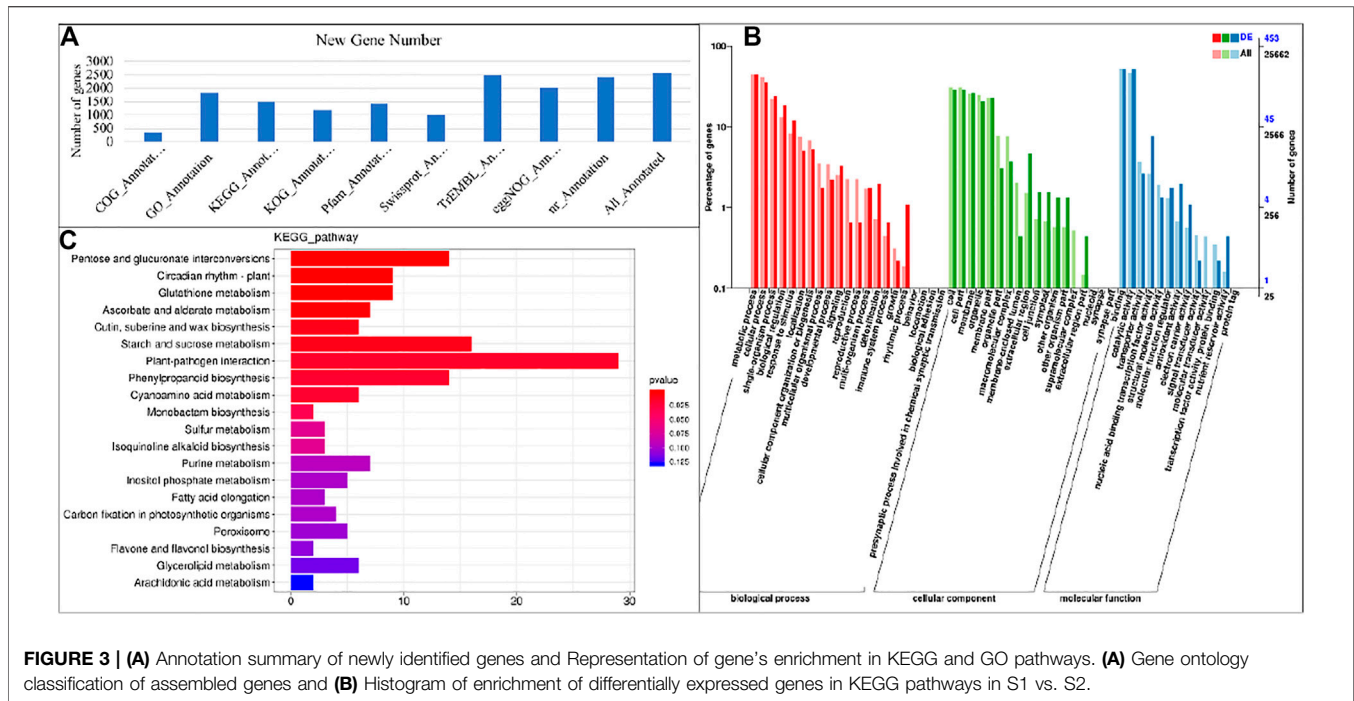 A
New Gene Number
Number of genes
3000
2500
2000
1500
1000
500
0
COG_Annotat...
GO_Annotation
KEGG_Annot...
KOG_Annotat...
Pfam_Annotat...
Swissprot_An...
TrEMBL_An...
eggNOG_Ann...
nr_Annotation
All_Annotated
B
DE
All
Percentage of genes
100
10
1
0.1
453
25662
45
2566
4
256
1
25
Number of genes
metabolic process
cellular process
single-organism process
biological regulation
response to stimulus
localization
cellular component organization or biogenesis
multicellular organismal process
developmental process
signaling
reproduction
reproductive process
multi-organism process
detoxification
immune system process
growth
rhythmic process
behavior
biological adhesion
locomotion
presynaptic process involved in chemical synaptic transmission
cell
cell part
membrane
organelle
membrane part
organelle part
macromolecular complex
membrane-enclosed lumen
extracellular region
cell junction
symplast
other organism
other organism part
supramolecular complex
extracellular region part
nucleoid
synapse
synapse part
binding
catalytic activity
transporter activity
nucleic acid binding transcription factor activity
structural molecule activity
molecular function regulator
antioxidant activity
electron carrier activity
signal transducer activity
molecular transducer activity
transcription factor activity, protein binding
nutrient reservoir activity
protein tag
biological process
cellular component
molecular function
C
KEGG_pathway
Pentose and glucuronate interconversions
Circadian rhythm - plant
Glutathione metabolism
Ascorbate and aldarate metabolism
Cutin, suberine and wax biosynthesis
Starch and sucrose metabolism
Plant-pathogen interaction
Phenylpropanoid biosynthesis
Cyanoamino acid metabolism
Monobactam biosynthesis
Sulfur metabolism
Isoquinoline alkaloid biosynthesis
Purine metabolism
Inositol phosphate metabolism
Fatty acid elongation
Carbon fixation in photosynthetic organisms
Peroxisome
Flavone and flavonol biosynthesis
Glycerolipid metabolism
Arachidonic acid metabolism
0
10
20
30
pvalue
0.025
0.050
0.075
0.100
0.125
FIGURE 3 | (A) Annotation summary of newly identified genes and Representation of gene's enrichment in KEGG and GO pathways. (A) Gene ontology
classification of assembled genes and (B) Histogram of enrichment of differentially expressed genes in KEGG pathways in S1 vs. S2.